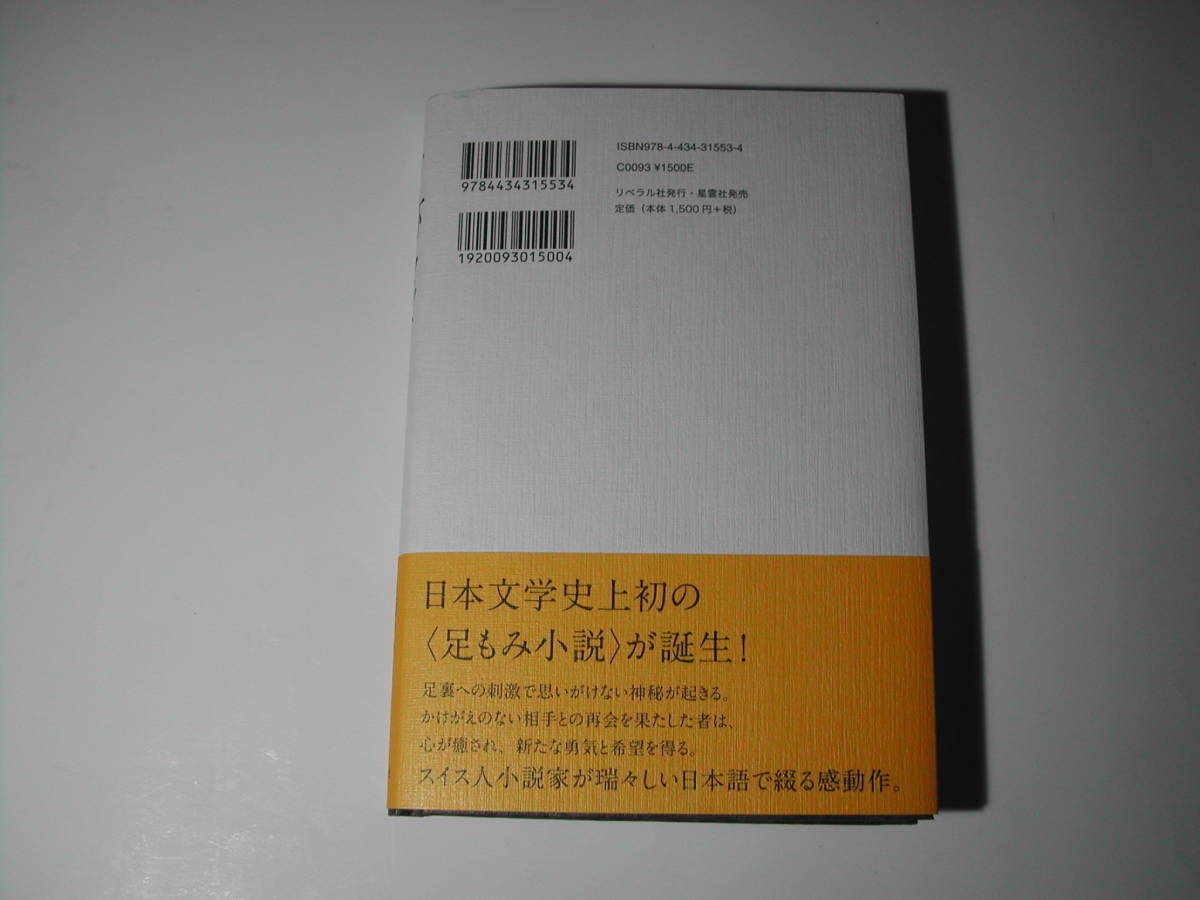 9784434315534
1920093015004
ISBN978-4-434-31553-4
C0093 ¥1500E
リベラル社発行・星雲社発売
定価（本体 1,500 円＋税）
日本文学史上初の
〈足もみ小説〉が誕生！
足裏への刺激で思いがけない神秘が起きる。
かけがえのない相手との再会を果たした者は、
心が癒され、新たな勇気と希望を得る。
スイス人小説家が瑞々しい日本語で綴る感動作。